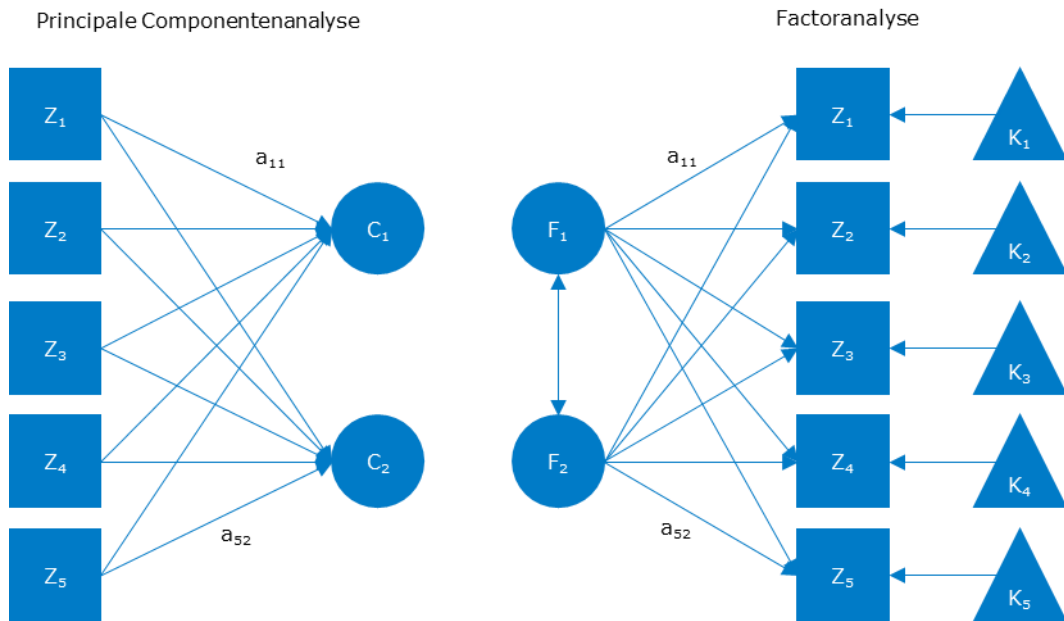 Principale Componentenanalyse
Z₁
Z₂
Z₃
Z₄
Z₅
a₁₁
a₅₂
C₁
C₂
Factoranalyse
F₁
F₂
a₁₁
a₅₂
Z₁
Z₂
Z₃
Z₄
Z₅
K₁
K₂
K₃
K₄
K₅